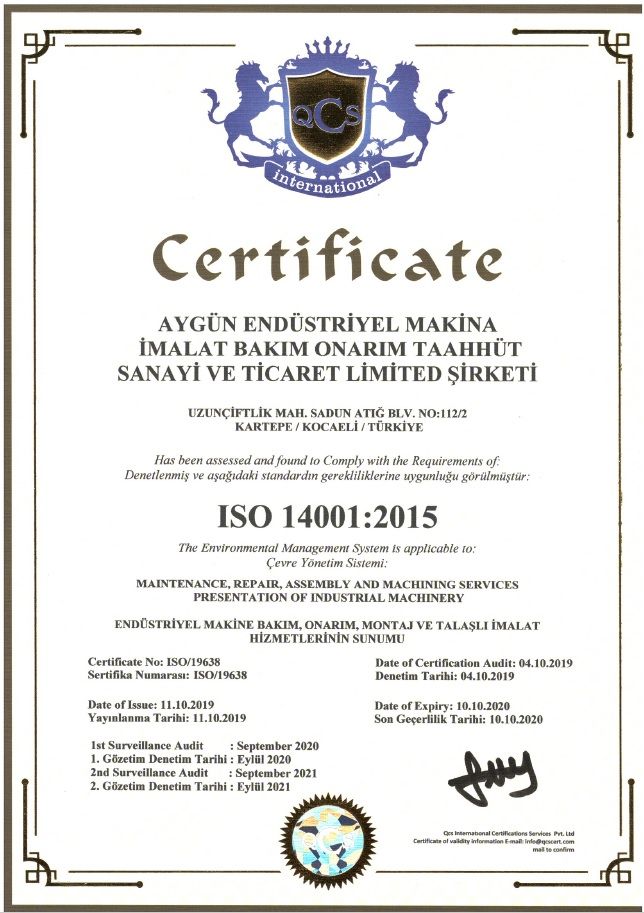 QCS
international
Certificate
AYGÜN ENDÜSTRİYEL MAKİNA
İMALAT BAKIM ONARIM TAAHHÜT
SANAYİ VE TİCARET LİMİTED ŞİRKETİ
UZUNÇİFTLİK MAH. SADUN ATIĞ BLV. NO:112/2
KARTEPE / KOCAELİ / TÜRKİYE
Has been assessed and found to Comply with the Requirements of:
Denetlenmiş ve aşağıdaki standardın gerekliliklerine uygunluğu görülmüştür:
ISO 14001:2015
The Environmental Management System is applicable to:
Çevre Yönetim Sistemi:
MAINTENANCE, REPAIR, ASSEMBLY AND MACHINING SERVICES
PRESENTATION OF INDUSTRIAL MACHINERY
ENDÜSTRİYEL MAKİNE BAKIM, ONARIM, MONTAJ VE TALAŞLI İMALAT
HİZMETLERİNİN SUNUMU
Certificate No: ISO/19638
Sertifika Numarası: ISO/19638
Date of Certification Audit: 04.10.2019
Denetim Tarihi: 04.10.2019
Date of Issue: 11.10.2019
Yayınlanma Tarihi: 11.10.2019
Date of Expiry: 10.10.2020
Son Geçerlilik Tarihi: 10.10.2020
1st Surveillance Audit : September 2020
1. Gözetim Denetim Tarihi : Eylül 2020
2nd Surveillance Audit : September 2021
2. Gözetim Denetim Tarihi : Eylül 2021
Qcs International Certifications Services Pvt. Ltd
Certificate of validity information E-mail: info@qcscert.com
mail to confirm